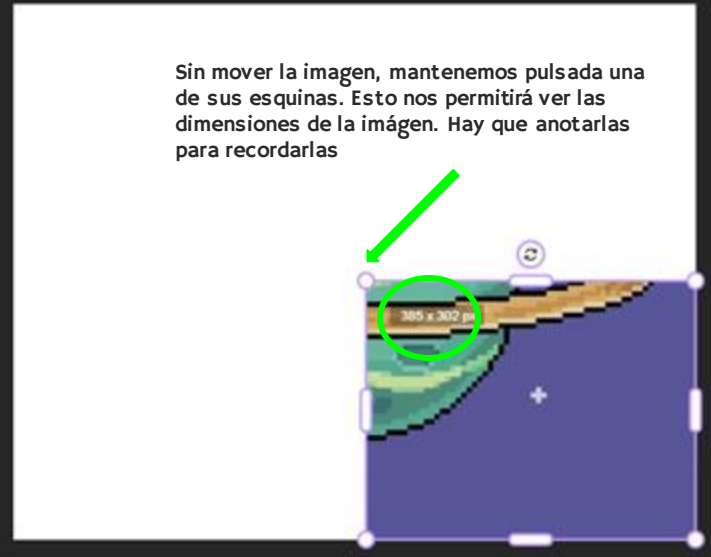 Sin mover la imagen, mantenemos pulsada una
de sus esquinas. Esto nos permitirá ver las
dimensiones de la imágen. Hay que anotarlas
para recordarlas
385 x 302 px